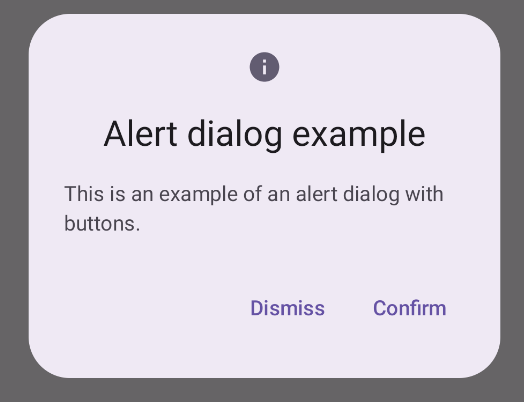 Alert dialog example
This is an example of an alert dialog with
buttons.
Dismiss Confirm